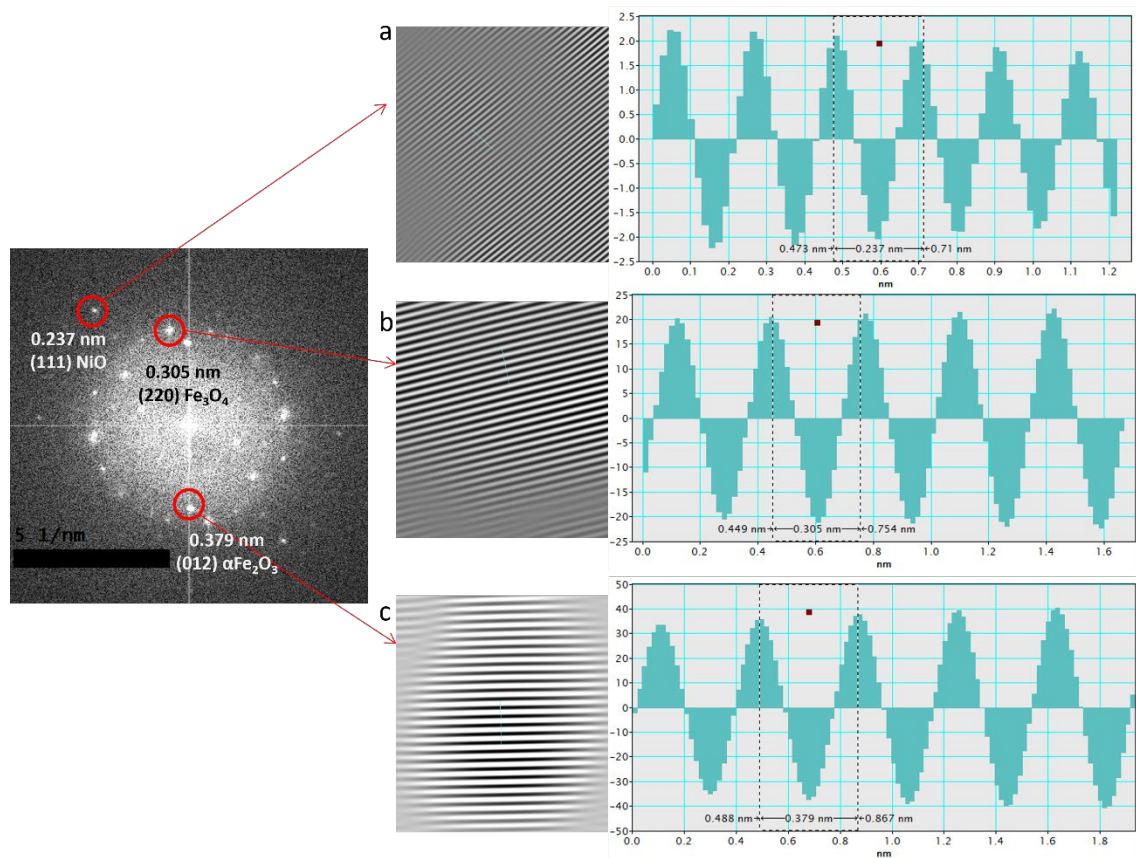 a
2.5
2.0
1.5
1.0
0.5
0.0
-0.5
-1.0
-1.5
-2.0
-2.5
0.473 nm 0.237 nm 0.71 nm
0.0 0.1 0.2 0.3 0.4 0.5 0.6 0.7 0.8 0.9 1.0 1.1 1.2
nm
0.237 nm
(111) NiO
0.305 nm
(220) Fe₃O₄
0.379 nm
(012) αFe₂O₃
5 1/nm
b
25
20
15
10
5
0
-5
-10
-15
-20
-25
0.449 nm 0.305 nm 0.754 nm
0.0 0.2 0.4 0.6 0.8 1.0 1.2 1.4 1.6
nm
c
50
40
30
20
10
0
-10
-20
-30
-40
-50
0.488 nm 0.379 nm 0.867 nm
0.0 0.2 0.4 0.6 0.8 1.0 1.2 1.4 1.6 1.8
nm